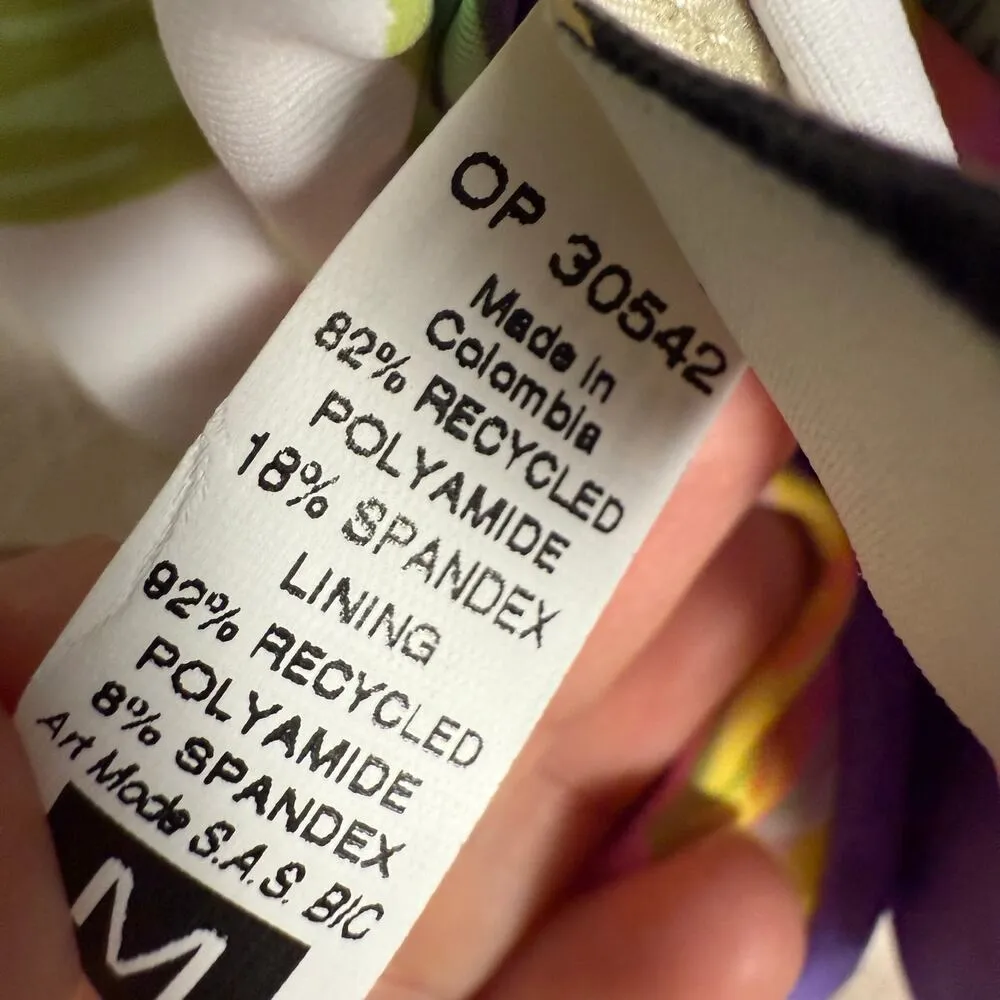 OP 30542
Made in
Colombia
82% RECYCLED
POLYAMIDE
18% SPANDEX
LINING
92% RECYCLED
POLYAMIDE
8% SPANDEX
Art Mode S.A.S. BIC
M